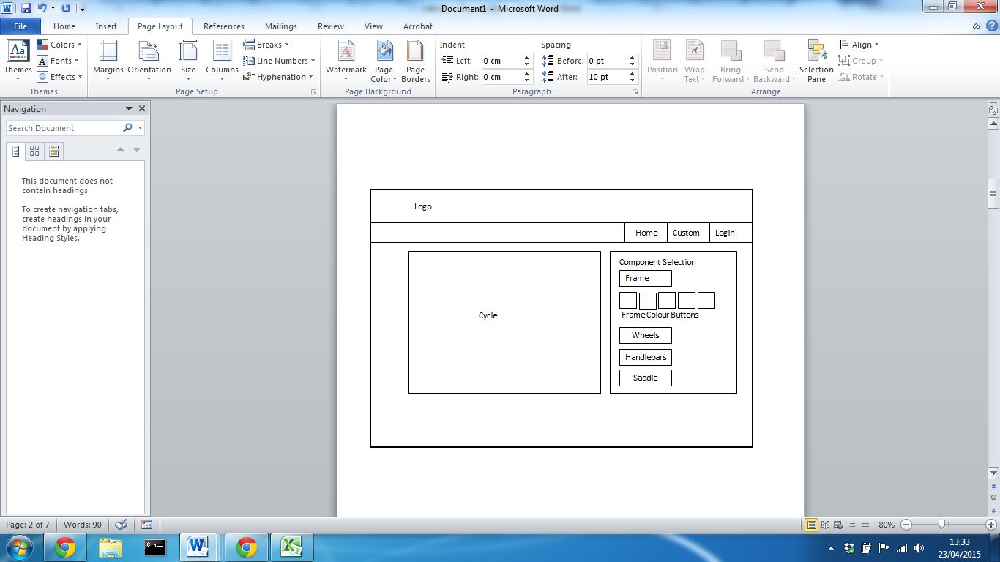 Document1 - Microsoft Word
File Home Insert Page Layout References Mailings Review View Acrobat
Themes Colors Fonts Effects
Margins Orientation Size Columns Breaks Line Numbers Hyphenation
Watermark Page Color Page Borders
Indent Left: 0 cm Right: 0 cm
Spacing Before: 0 pt After: 10 pt
Position Wrap Text Bring Forward Send Backward Selection Pane Align Group Rotate
Themes Page Setup Page Background Paragraph Arrange
Navigation
Search Document
This document does not
contain headings.
To create navigation tabs,
create headings in your
document by applying
Heading Styles.
Logo
Home Custom Login
Cycle
Component Selection
Frame
Frame Colour Buttons
Wheels
Handlebars
Saddle
Page: 2 of 7 Words: 90 80%
C:\
13:33
23/04/2015